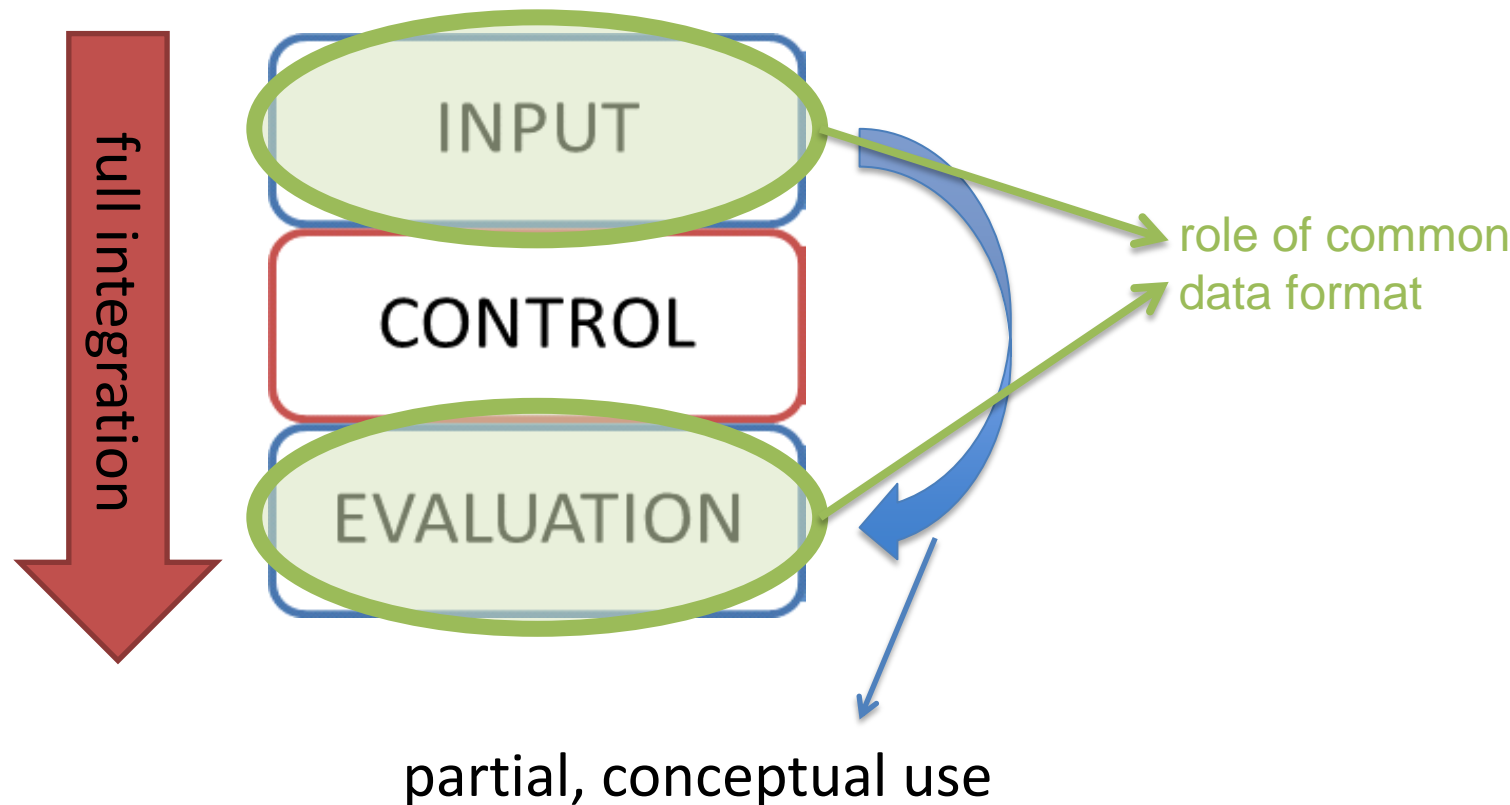 full integration
INPUT
CONTROL
EVALUATION
role of common
data format
partial, conceptual use